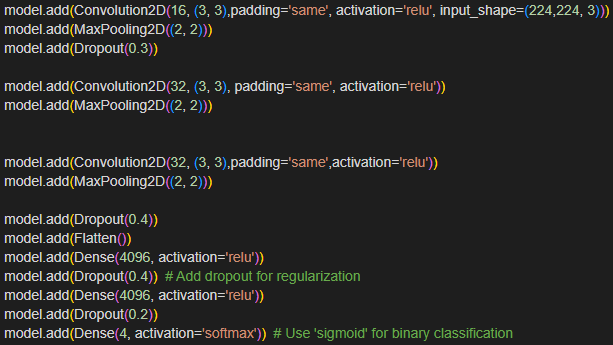 model.add(Convolution2D(16, (3, 3),padding='same', activation='relu', input_shape=(224,224, 3)))
model.add(MaxPooling2D((2, 2)))
model.add(Dropout(0.3))
model.add(Convolution2D(32, (3, 3), padding='same', activation='relu'))
model.add(MaxPooling2D((2, 2)))
model.add(Convolution2D(32, (3, 3),padding='same',activation='relu'))
model.add(MaxPooling2D((2, 2)))
model.add(Dropout(0.4))
model.add(Flatten())
model.add(Dense(4096, activation='relu'))
model.add(Dropout(0.4))  # Add dropout for regularization
model.add(Dense(4096, activation='relu'))
model.add(Dropout(0.2))
model.add(Dense(4, activation='softmax'))  # Use 'sigmoid' for binary classification